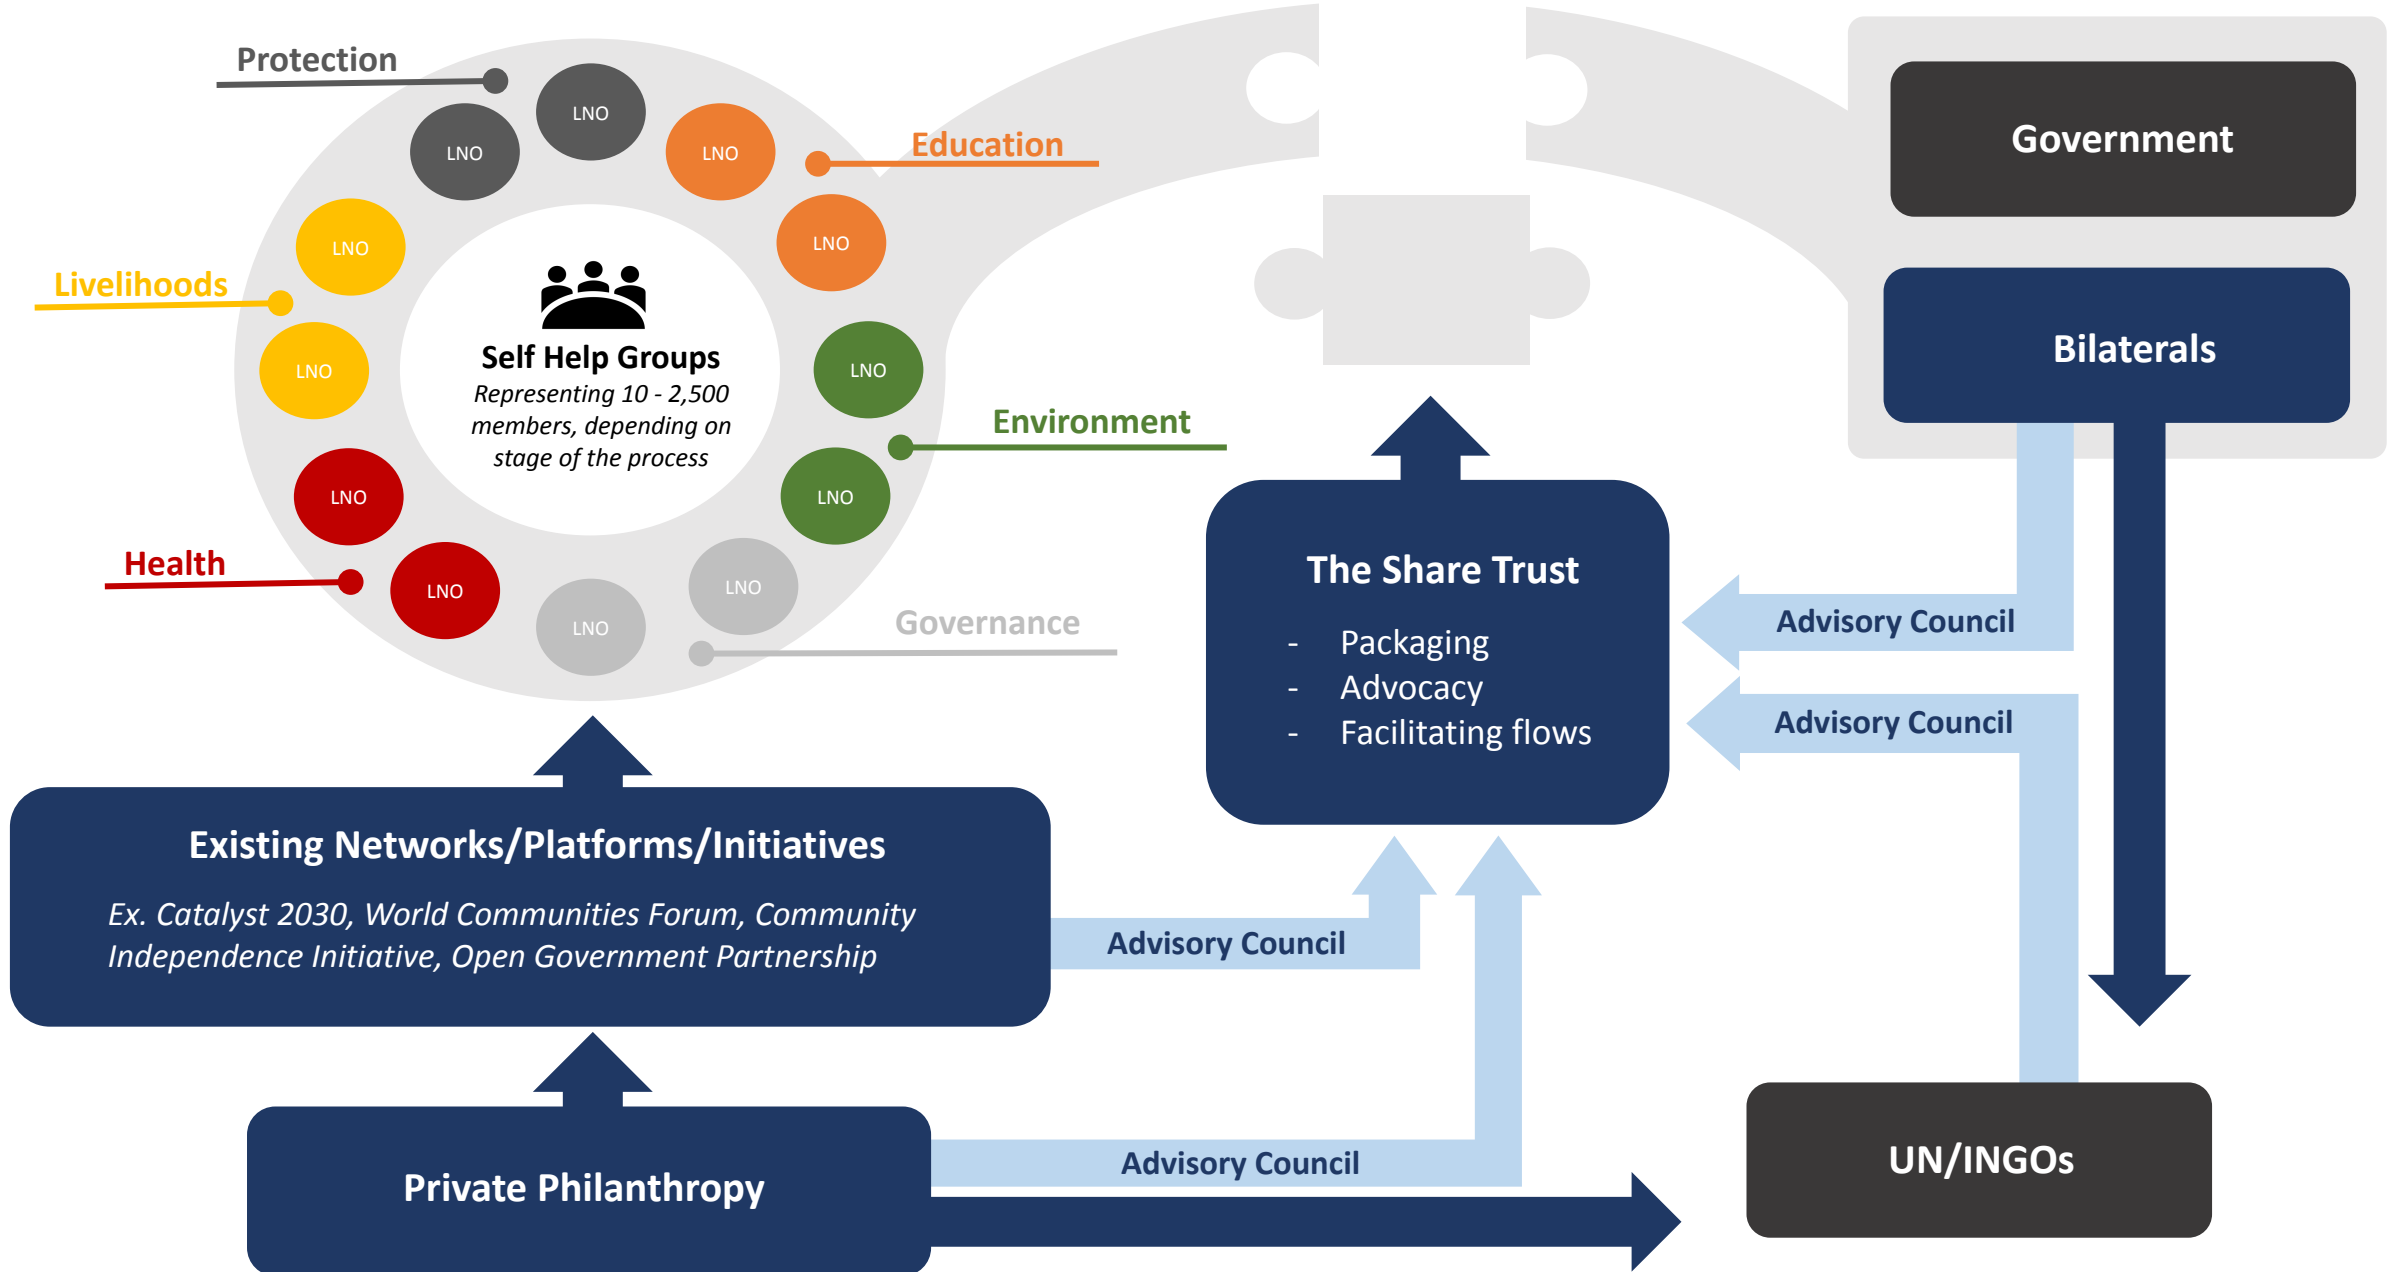 Protection
LNO
LNO
LNO
Education
LNO
Government
LNO
Livelihoods
LNO
Self Help Groups
Representing 10 - 2,500
members, depending on
stage of the process
LNO
Bilaterals
Environment
LNO
LNO
Health
LNO
LNO
LNO
Governance
The Share Trust
- Packaging
- Advocacy
- Facilitating flows
Advisory Council
Advisory Council
Existing Networks/Platforms/Initiatives
Ex. Catalyst 2030, World Communities Forum, Community
Independence Initiative, Open Government Partnership
Advisory Council
Private Philanthropy
Advisory Council
UN/INGOs